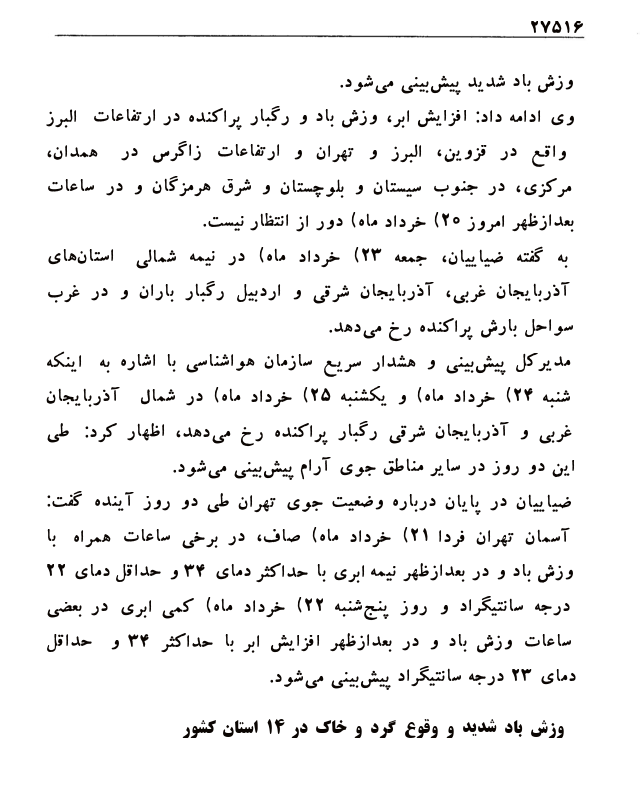 ۲۷۵۱۶
وزش باد شدید پیش‌بینی می‌شود.
وی ادامه داد: افزایش ابر، وزش باد و رگبار پراکنده در ارتفاعات البرز
واقع در قزوین، البرز و تهران و ارتفاعات زاگرس در همدان،
مرکزی، در جنوب سیستان و بلوچستان و شرق هرمزگان و در ساعات
بعدازظهر امروز ۲۰) خرداد ماه) دور از انتظار نیست.
به گفته ضیاییان، جمعه ۲۳) خرداد ماه) در نیمه شمالی استان‌های
آذربایجان غربی، آذربایجان شرقی و اردبیل رگبار باران و در غرب
سواحل بارش پراکنده رخ می‌دهد.
مدیرکل پیش‌بینی و هشدار سریع سازمان هواشناسی با اشاره به اینکه
شنبه ۲۴) خرداد ماه) و یکشنبه ۲۵) خرداد ماه) در شمال آذربایجان
غربی و آذربایجان شرقی رگبار پراکنده رخ می‌دهد، اظهار کرد: طی
این دو روز در سایر مناطق جوی آرام پیش‌بینی می‌شود.
ضیاییان در پایان درباره وضعیت جوی تهران طی دو روز آینده گفت:
آسمان تهران فردا ۲۱) خرداد ماه) صاف، در برخی ساعات همراه با
وزش باد و در بعدازظهر نیمه ابری با حداکثر دمای ۳۴ و حداقل دمای ۲۲
درجه سانتیگراد و روز پنج‌شنبه ۲۲) خرداد ماه) کمی ابری در بعضی
ساعات وزش باد و در بعدازظهر افزایش ابر با حداکثر ۳۴ و حداقل
دمای ۲۳ درجه سانتیگراد پیش‌بینی می‌شود.
وزش باد شدید و وقوع گرد و خاک در ۱۴ استان کشور